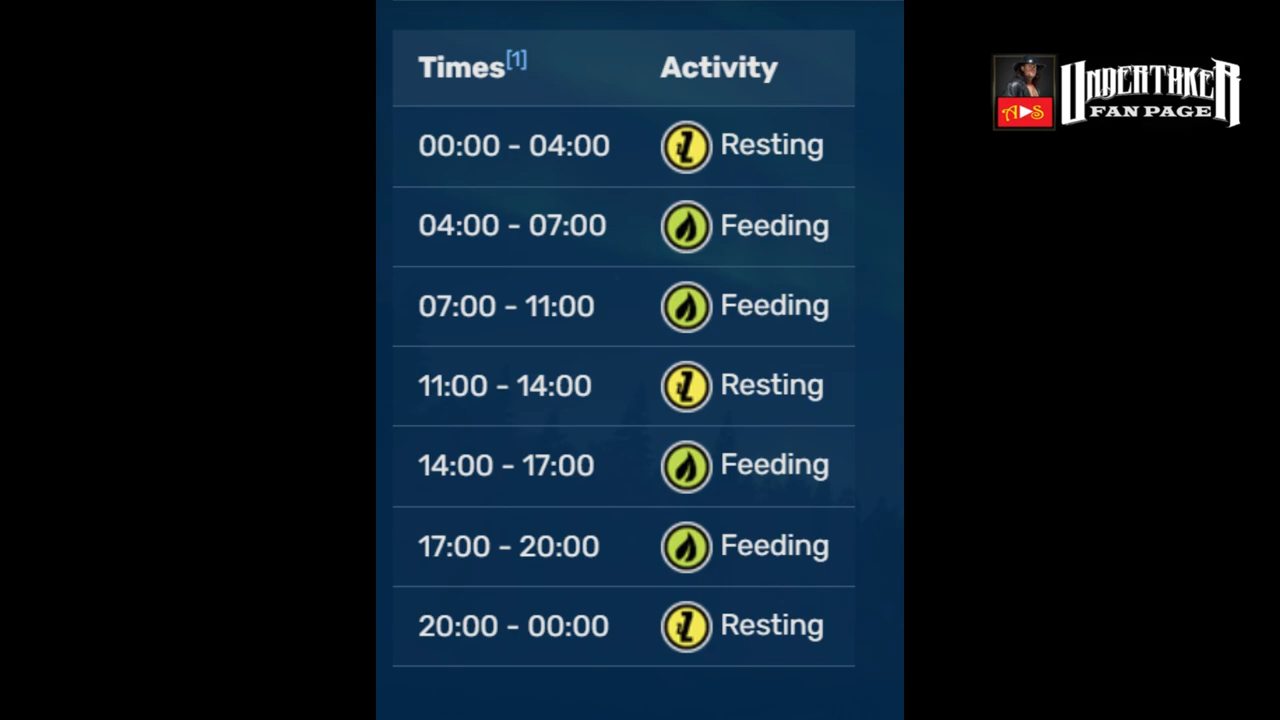 Times[1] Activity
00:00 - 04:00 Resting
04:00 - 07:00 Feeding
07:00 - 11:00 Feeding
11:00 - 14:00 Resting
14:00 - 17:00 Feeding
17:00 - 20:00 Feeding
20:00 - 00:00 Resting
UNDERTAKER
FAN PAGE
A S